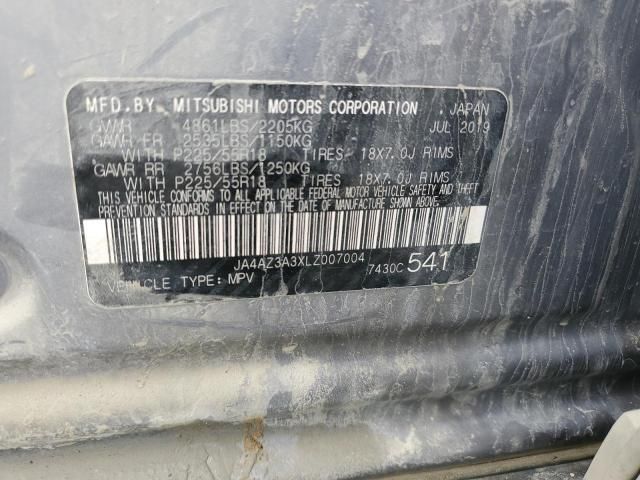 MFD.BY MITSUBISHI MOTORS CORPORATION JAPAN
GVWR 4861LBS/2205KG JUL 2019
GAWR FR 2535LBS/1150KG
WITH P225/55R18 TIRES 18X7.0J RIMS
GAWR RR 2756LBS/1250KG
WITH P225/55R18 TIRES 18X7.0J RIMS
THIS VEHICLE CONFORMS TO ALL APPLICABLE FEDERAL MOTOR VEHICLE SAFETY AND THEFT
PREVENTION STANDARDS IN EFFECT ON THE DATE OF MANUFACTURE SHOWN ABOVE.
JA4AZ3A3XLZ007004
7430C 541
VEHICLE TYPE: MPV